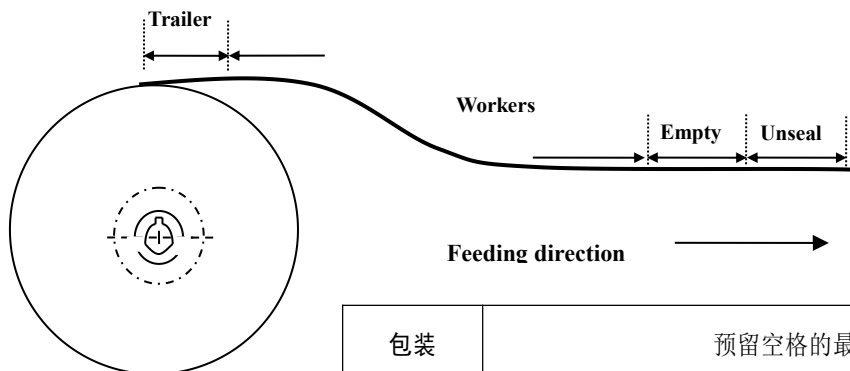 Trailer
Workers
Empty Unseal
Feeding direction
包装 预留空格的最